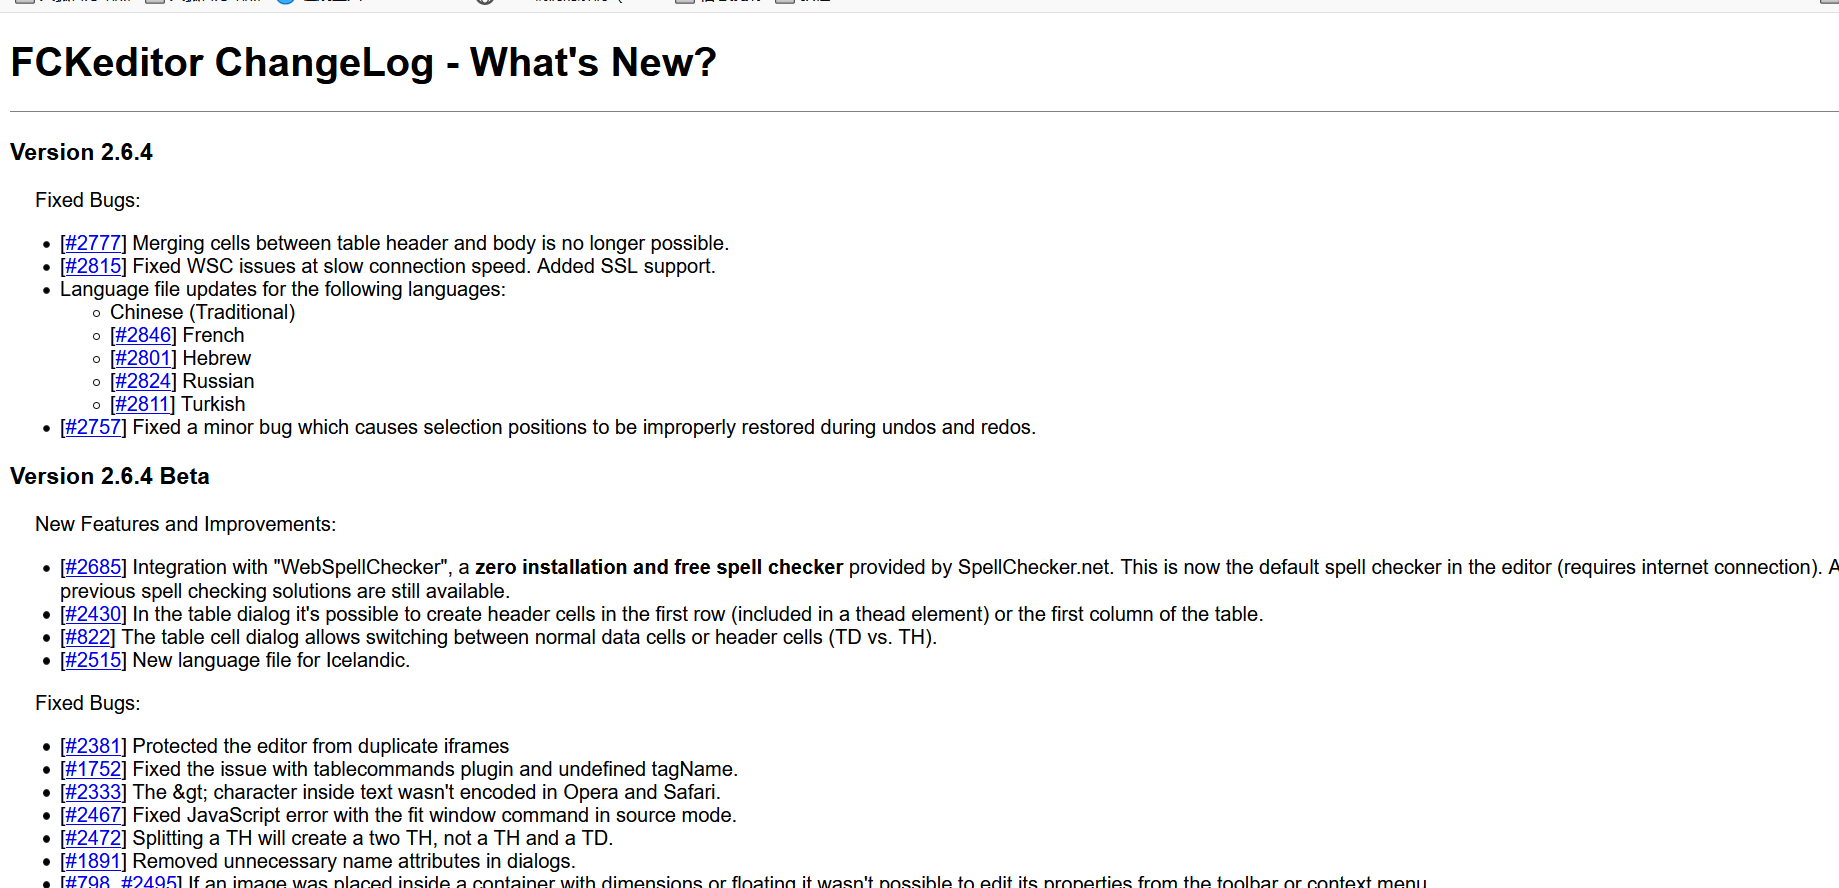 FCKeditor ChangeLog - What's New?
Version 2.6.4
Fixed Bugs:
[#2777] Merging cells between table header and body is no longer possible.
[#2815] Fixed WSC issues at slow connection speed. Added SSL support.
Language file updates for the following languages:
Chinese (Traditional)
[#2846] French
[#2801] Hebrew
[#2824] Russian
[#2811] Turkish
[#2757] Fixed a minor bug which causes selection positions to be improperly restored during undos and redos.
Version 2.6.4 Beta
New Features and Improvements:
[#2685] Integration with "WebSpellChecker", a zero installation and free spell checker provided by SpellChecker.net. This is now the default spell checker in the editor (requires internet connection). A
previous spell checking solutions are still available.
[#2430] In the table dialog it's possible to create header cells in the first row (included in a thead element) or the first column of the table.
[#822] The table cell dialog allows switching between normal data cells or header cells (TD vs. TH).
[#2515] New language file for Icelandic.
Fixed Bugs:
[#2381] Protected the editor from duplicate iframes
[#1752] Fixed the issue with tablecommands plugin and undefined tagName.
[#2333] The &gt; character inside text wasn't encoded in Opera and Safari.
[#2467] Fixed JavaScript error with the fit window command in source mode.
[#2472] Splitting a TH will create a two TH, not a TH and a TD.
[#1891] Removed unnecessary name attributes in dialogs.
[#798, #2495] If an image was placed inside a container with dimensions or floating it wasn't possible to edit its properties from the toolbar or context menu